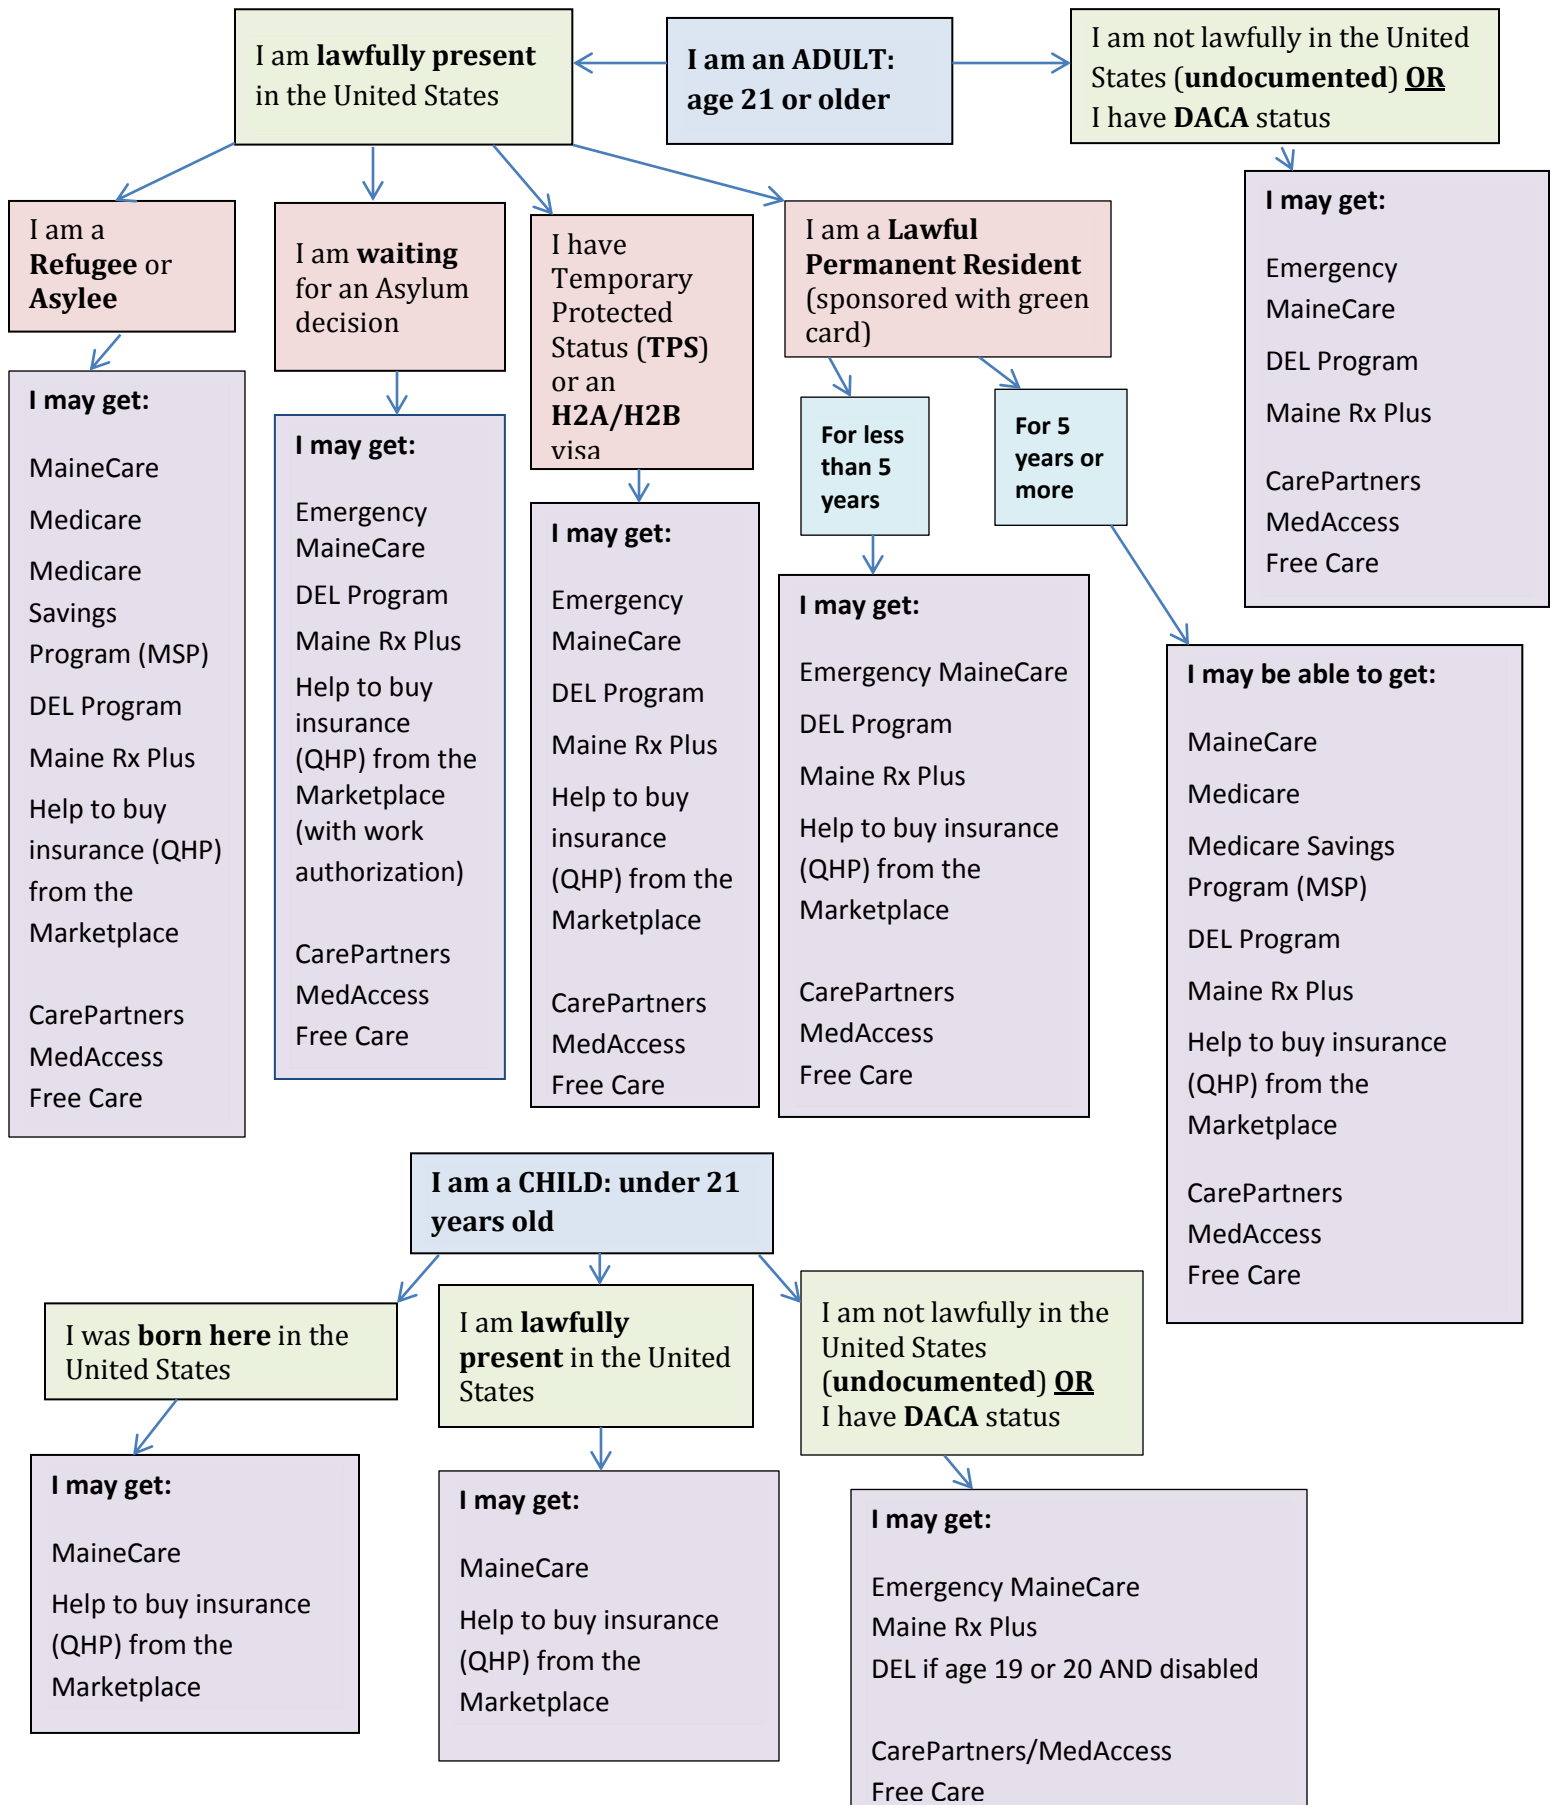 I am lawfully present
in the United States
I am an ADULT:
age 21 or older
I am not lawfully in the United
States (undocumented) OR
I have DACA status
I am a
Refugee or
Asylee
I am waiting
for an Asylum
decision
I have
Temporary
Protected
Status (TPS)
or an
H2A/H2B
visa
I am a Lawful
Permanent Resident
(sponsored with green
card)
For less
than 5
years
For 5
years or
more
I may get:
MaineCare
Medicare
Medicare
Savings
Program (MSP)
DEL Program
Maine Rx Plus
Help to buy
insurance (QHP)
from the
Marketplace
CarePartners
MedAccess
Free Care
I may get:
Emergency
MaineCare
DEL Program
Maine Rx Plus
Help to buy
insurance
(QHP) from the
Marketplace
(with work
authorization)
CarePartners
MedAccess
Free Care
I may get:
Emergency
MaineCare
DEL Program
Maine Rx Plus
Help to buy
insurance
(QHP) from the
Marketplace
CarePartners
MedAccess
Free Care
I may get:
Emergency MaineCare
DEL Program
Maine Rx Plus
Help to buy insurance
(QHP) from the
Marketplace
CarePartners
MedAccess
Free Care
I may be able to get:
MaineCare
Medicare
Medicare Savings
Program (MSP)
DEL Program
Maine Rx Plus
Help to buy insurance
(QHP) from the
Marketplace
CarePartners
MedAccess
Free Care
I may get:
Emergency
MaineCare
DEL Program
Maine Rx Plus
CarePartners
MedAccess
Free Care
I am a CHILD: under 21
years old
I was born here in the
United States
I am lawfully
present in the United
States
I am not lawfully in the
United States
(undocumented) OR
I have DACA status
I may get:
MaineCare
Help to buy insurance
(QHP) from the
Marketplace
I may get:
MaineCare
Help to buy insurance
(QHP) from the
Marketplace
I may get:
Emergency MaineCare
Maine Rx Plus
DEL if age 19 or 20 AND disabled
CarePartners/MedAccess
Free Care